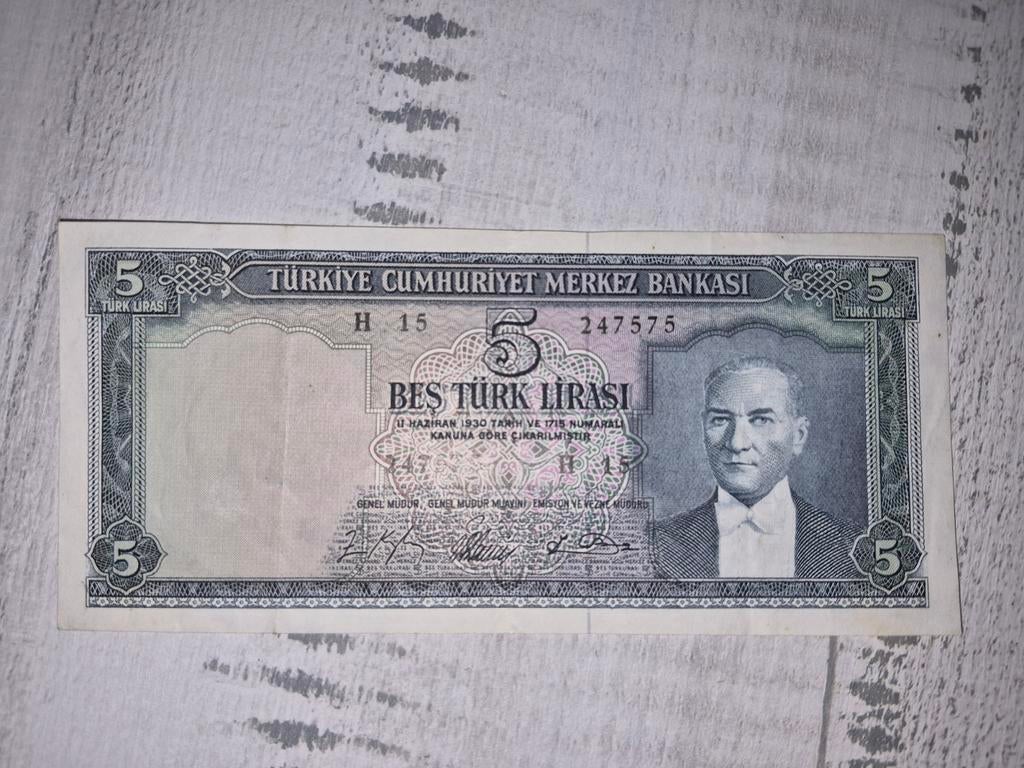 5 TÜRKİYE CUMHURİYET MERKEZ BANKASI 5
TÜRK LİRASI TÜRK LİRASI
H 15 5 247575
BEŞ TÜRK LİRASI
11 HAZİRAN 1930 TARİH VE 1715 NUMARALI
KANUNA GÖRE ÇIKARILMIŞTIR
247 H 15
GENEL MÜDÜR, GENEL MÜDÜR MUAVİNİ, EMİSYON VE VEZNE MÜDÜRÜ
5 5